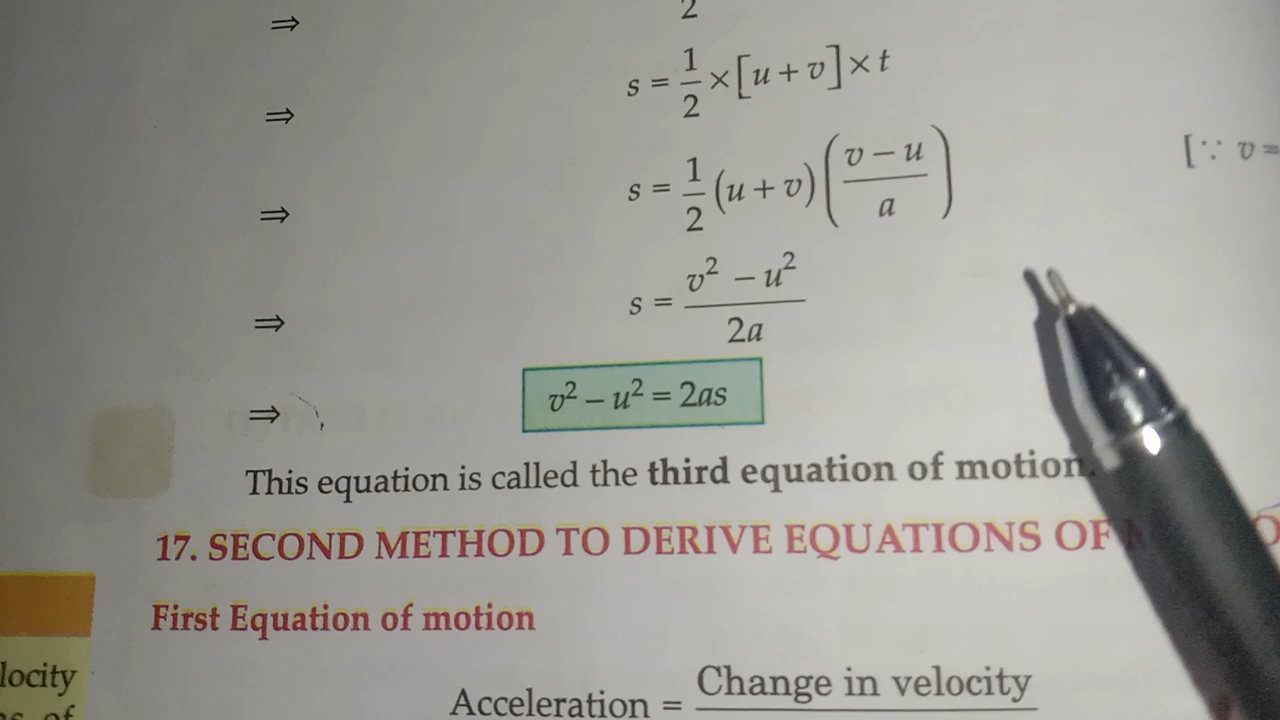 2
⇒
s = 1/2 × [u + v] × t
⇒
s = 1/2 (u + v) ((v − u)/a) [∵ v =
⇒
s = (v² − u²)/2a
⇒
⇒ v² − u² = 2as
This equation is called the third equation of motion.
17. SECOND METHOD TO DERIVE EQUATIONS OF
First Equation of motion
locity
Acceleration = Change in velocity
of